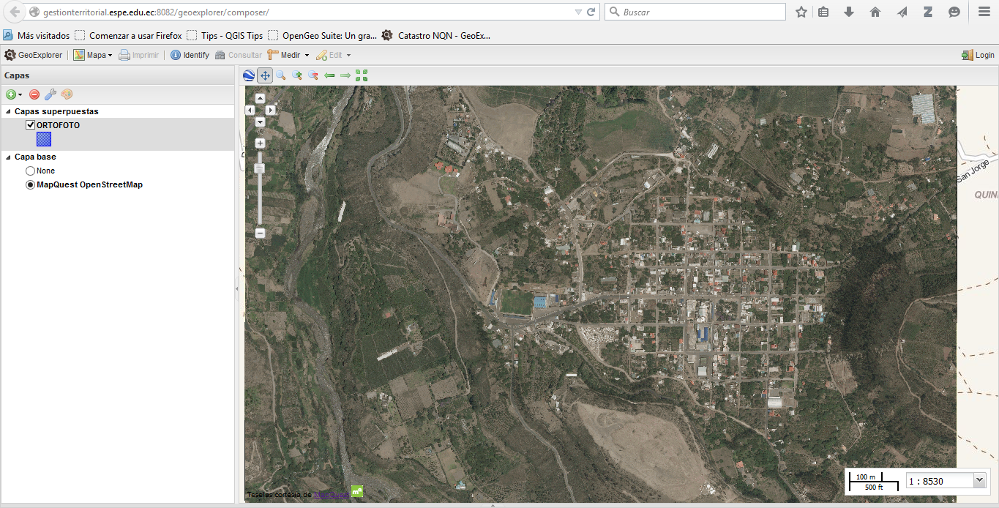 gestionterritorial.espe.edu.ec:8082/geoexplorer/composer/
Buscar
Más visitados Comenzar a usar Firefox Tips - QGIS Tips OpenGeo Suite: Un gra... Catastro NQN - GeoEx...
GeoExplorer Mapa Imprimir Identify Consultar Medir Edit Login
Capas
Capas superpuestas
ORTOFOTO
Capa base
None
MapQuest OpenStreetMap
San Jorge
QUIN
Teselas cortesía de MapQuest
100 m
500 ft
1 : 8530